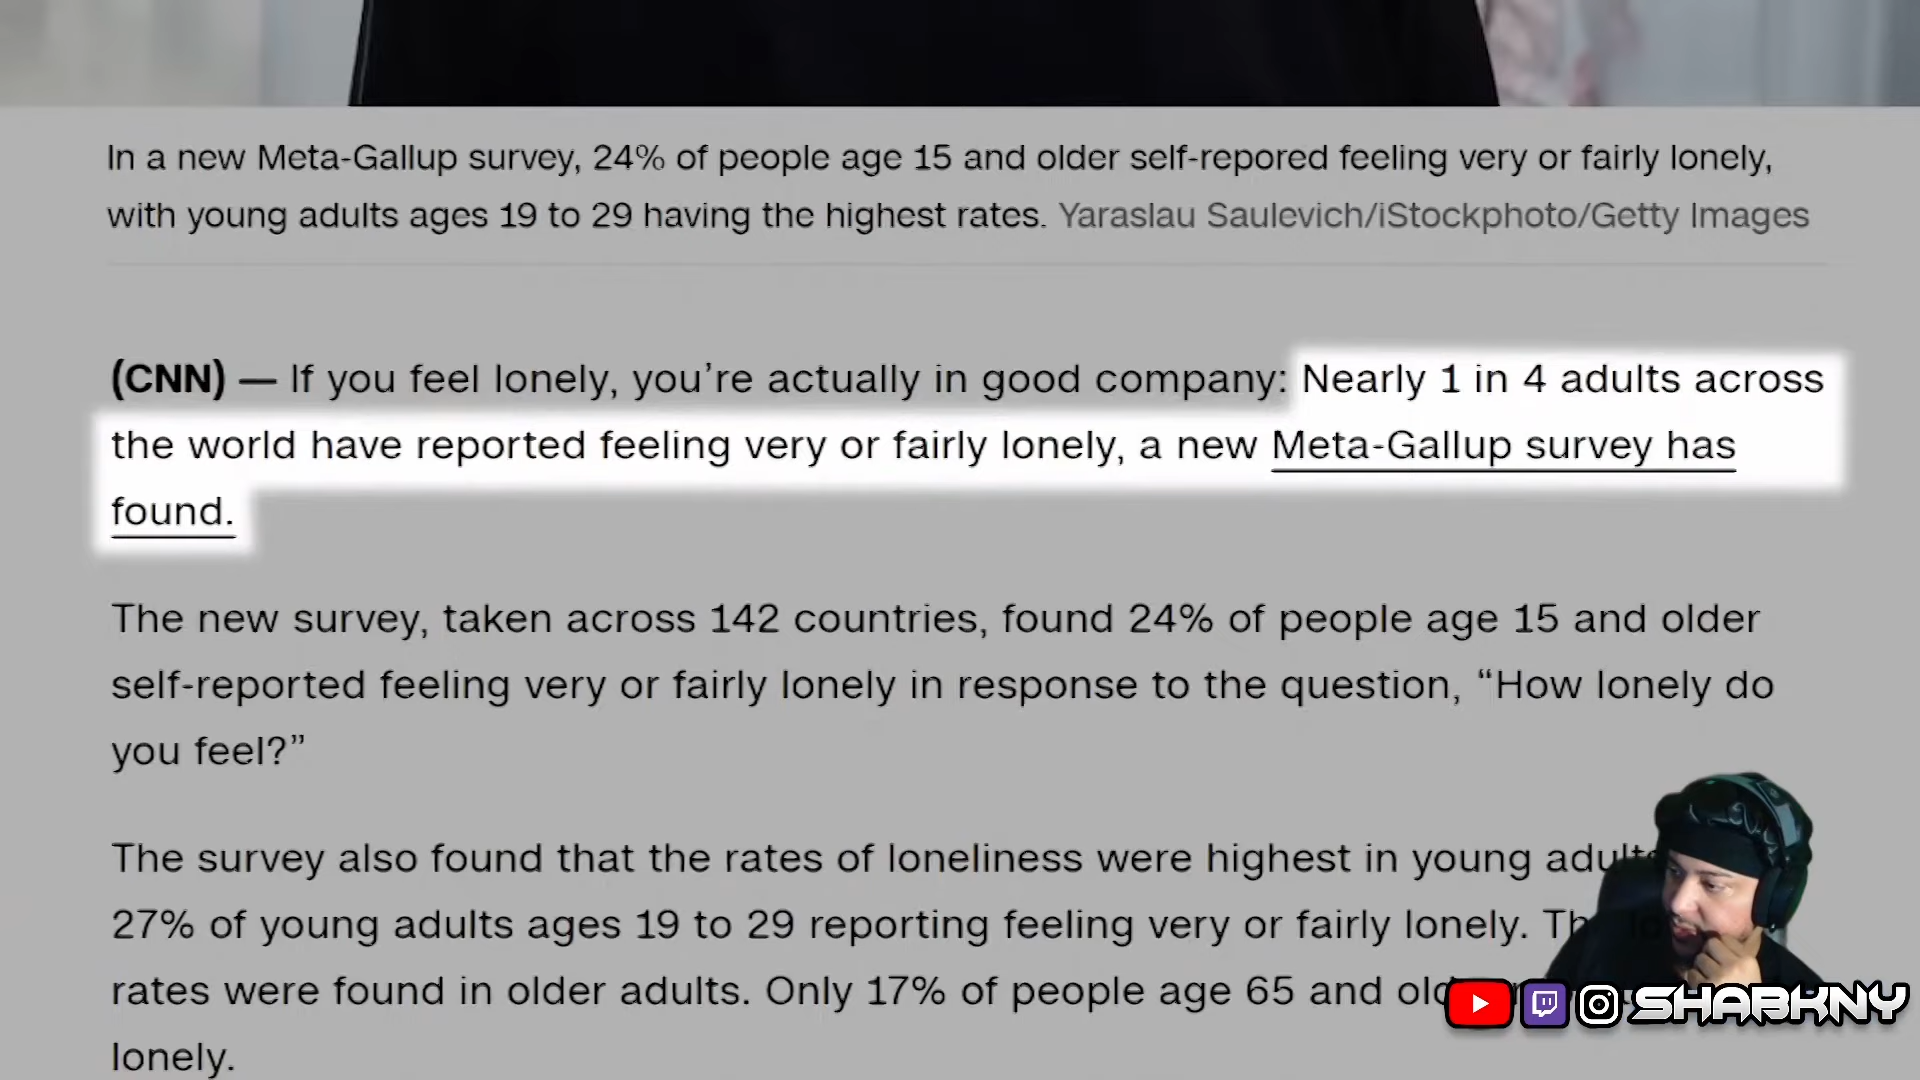 In a new Meta-Gallup survey, 24% of people age 15 and older self-repored feeling very or fairly lonely,
with young adults ages 19 to 29 having the highest rates. Yaraslau Saulevich/iStockphoto/Getty Images
(CNN) — If you feel lonely, you’re actually in good company: Nearly 1 in 4 adults across
the world have reported feeling very or fairly lonely, a new Meta-Gallup survey has
found.
The new survey, taken across 142 countries, found 24% of people age 15 and older
self-reported feeling very or fairly lonely in response to the question, “How lonely do
you feel?”
The survey also found that the rates of loneliness were highest in young adults
27% of young adults ages 19 to 29 reporting feeling very or fairly lonely.
rates were found in older adults. Only 17% of people age 65 and
lonely.
SHABKNY